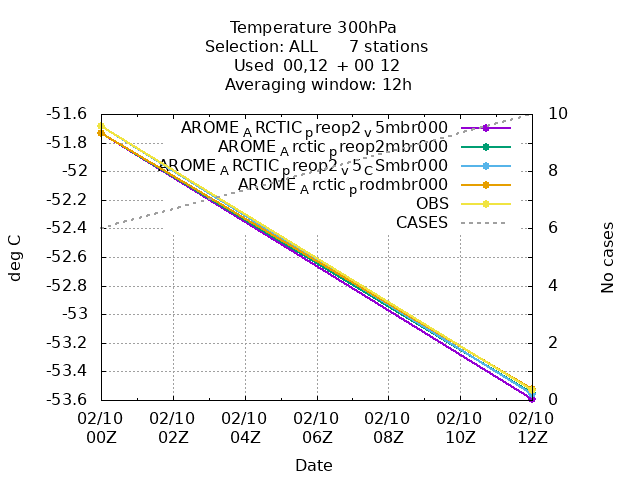 Temperature 300hPa
Selection: ALL 7 stations
Used 00,12 + 00 12
Averaging window: 12h
-51.6
-51.8
-52
-52.2
-52.4
-52.6
-52.8
-53
-53.2
-53.4
-53.6
deg C
AROME_ARCTIC_preop2_v5mbr000
AROME_Arctic_preop2mbr000
AROME_ARCTIC_preop2_v5_CSmbr000
AROME_Arctic_prodmbr000
OBS
CASES
10
8
6
4
2
0
No cases
02/10 02/10 02/10 02/10 02/10 02/10 02/10
00Z 02Z 04Z 06Z 08Z 10Z 12Z
Date